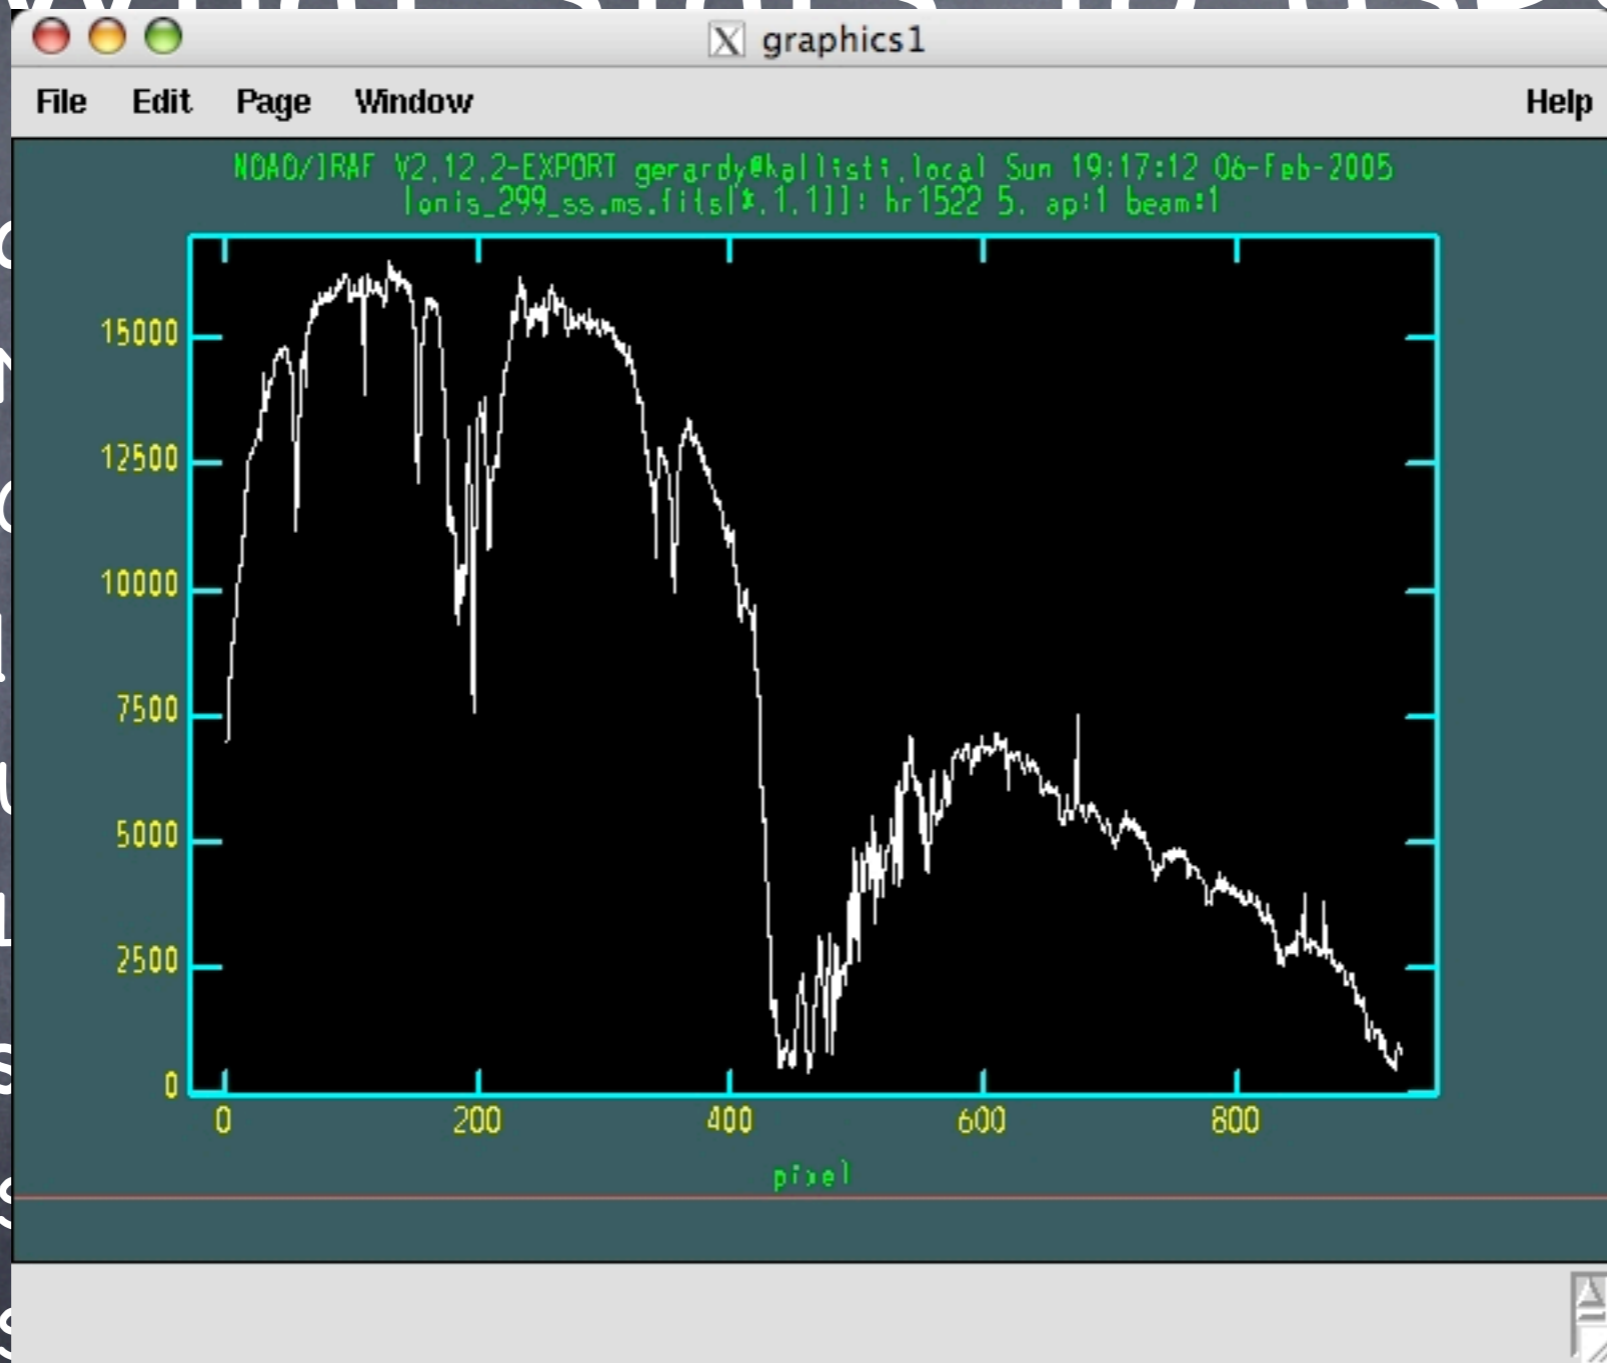 graphics1
File Edit Page Window Help
NOAO/IRAF V2.12.2-EXPORT gerardy@kallisti.local Sun 19:17:12 06-Feb-2005
[onis_299_ss.ms.fits[*,1,1]]: hr1522 5. ap:1 beam:1
15000
12500
10000
7500
5000
2500
0
0 200 400 600 800
pixel